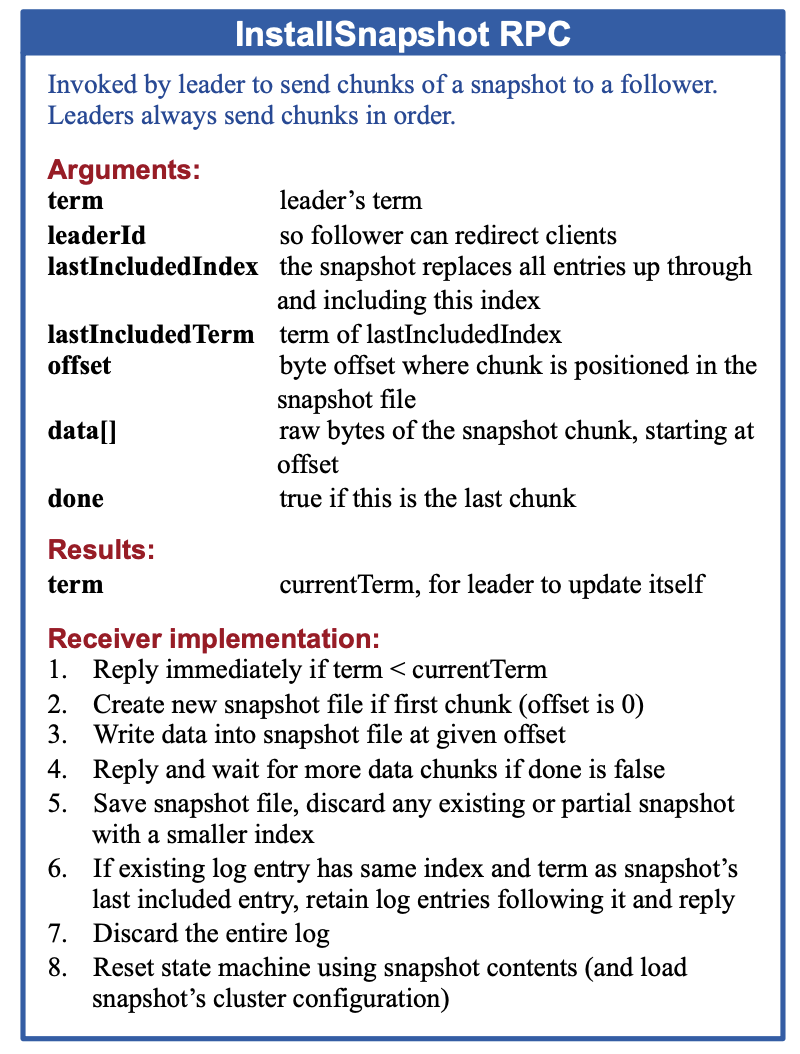 InstallSnapshot RPC
Invoked by leader to send chunks of a snapshot to a follower.
Leaders always send chunks in order.
Arguments:
term leader’s term
leaderId so follower can redirect clients
lastIncludedIndex the snapshot replaces all entries up through
and including this index
lastIncludedTerm term of lastIncludedIndex
offset byte offset where chunk is positioned in the
snapshot file
data[] raw bytes of the snapshot chunk, starting at
offset
done true if this is the last chunk
Results:
term currentTerm, for leader to update itself
Receiver implementation:
1. Reply immediately if term < currentTerm
2. Create new snapshot file if first chunk (offset is 0)
3. Write data into snapshot file at given offset
4. Reply and wait for more data chunks if done is false
5. Save snapshot file, discard any existing or partial snapshot
with a smaller index
6. If existing log entry has same index and term as snapshot’s
last included entry, retain log entries following it and reply
7. Discard the entire log
8. Reset state machine using snapshot contents (and load
snapshot’s cluster configuration)